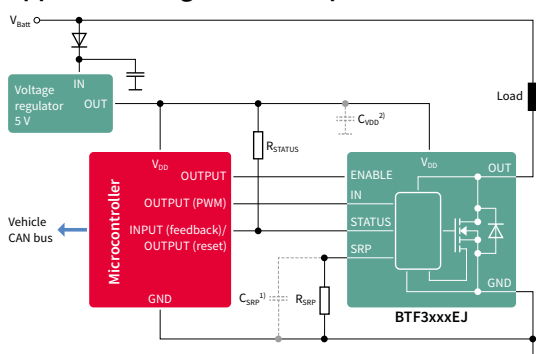 V_Batt
IN
Voltage
regulator
5 V
OUT
Load
C_VDD 2)
R_STATUS
V_DD
V_DD
OUT
Microcontroller
OUTPUT
ENABLE
OUTPUT (PWM)
IN
Vehicle
CAN bus
INPUT (feedback)/
OUTPUT (reset)
STATUS
SRP
C_SRP 1)
R_SRP
GND
GND
BTF3xxxEJ